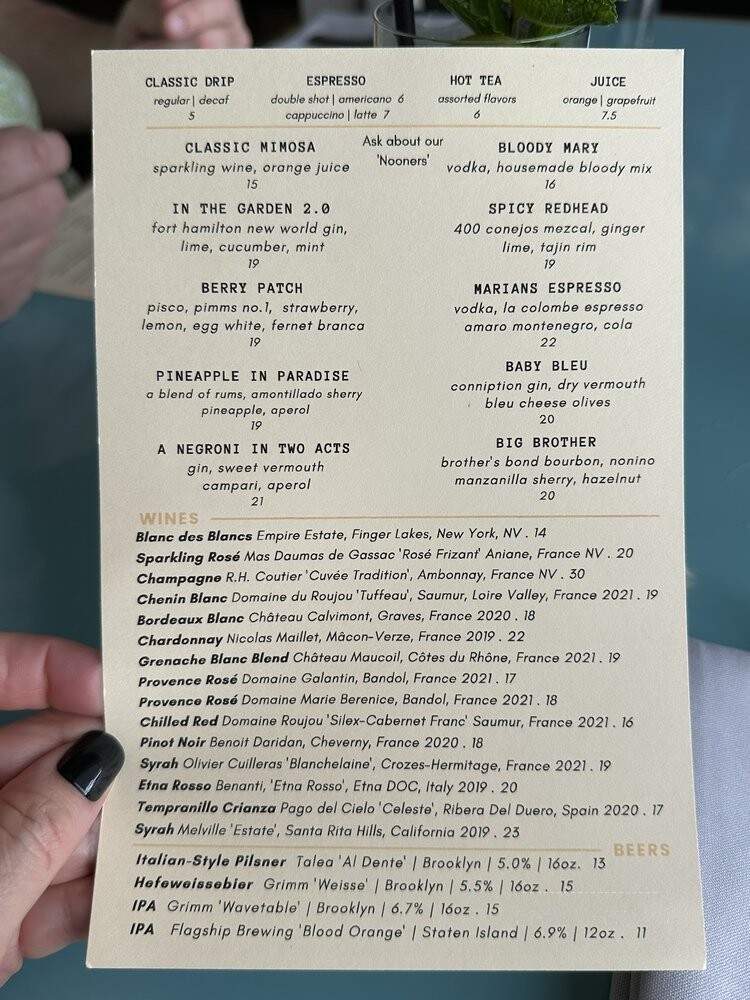 CLASSIC DRIP
regular | decaf
5
ESPRESSO
double shot | americano 6
cappuccino | latte 7
HOT TEA
assorted flavors
6
JUICE
orange | grapefruit
7.5
Ask about our
'Nooners'
CLASSIC MIMOSA
sparkling wine, orange juice
15
IN THE GARDEN 2.0
fort hamilton new world gin,
lime, cucumber, mint
19
BERRY PATCH
pisco, pimms no.1, strawberry,
lemon, egg white, fernet branca
19
PINEAPPLE IN PARADISE
a blend of rums, amontillado sherry
pineapple, aperol
19
A NEGRONI IN TWO ACTS
gin, sweet vermouth
campari, aperol
21
BLOODY MARY
vodka, housemade bloody mix
16
SPICY REDHEAD
400 conejos mezcal, ginger
lime, tajin rim
19
MARIANS ESPRESSO
vodka, la colombe espresso
amaro montenegro, cola
22
BABY BLEU
conniption gin, dry vermouth
bleu cheese olives
20
BIG BROTHER
brother's bond bourbon, nonino
manzanilla sherry, hazelnut
20
WINES
Blanc des Blancs Empire Estate, Finger Lakes, New York, NV . 14
Sparkling Rosé Mas Daumas de Gassac 'Rosé Frizant' Aniane, France NV . 20
Champagne R.H. Coutier 'Cuvée Tradition', Ambonnay, France NV . 30
Chenin Blanc Domaine du Roujou 'Tuffeau', Saumur, Loire Valley, France 2021 . 19
Bordeaux Blanc Château Calvimont, Graves, France 2020 . 18
Chardonnay Nicolas Maillet, Mâcon-Verze, France 2019 . 22
Grenache Blanc Blend Château Maucoil, Côtes du Rhône, France 2021 . 19
Provence Rosé Domaine Galantin, Bandol, France 2021 . 17
Provence Rosé Domaine Marie Berenice, Bandol, France 2021 . 18
Chilled Red Domaine Roujou 'Silex-Cabernet Franc' Saumur, France 2021 . 16
Pinot Noir Benoit Daridan, Cheverny, France 2020 . 18
Syrah Olivier Cuilleras 'Blanchelaine', Crozes-Hermitage, France 2021 . 19
Etna Rosso Benanti, 'Etna Rosso', Etna DOC, Italy 2019 . 20
Tempranillo Crianza Pago del Cielo 'Celeste', Ribera Del Duero, Spain 2020 . 17
Syrah Melville 'Estate', Santa Rita Hills, California 2019 . 23
BEERS
Italian-Style Pilsner Talea 'Al Dente' | Brooklyn | 5.0% | 16oz. 13
Hefeweissebier Grimm 'Weisse' | Brooklyn | 5.5% | 16oz . 15
IPA Grimm 'Wavetable' | Brooklyn | 6.7% | 16oz . 15
IPA Flagship Brewing 'Blood Orange' | Staten Island | 6.9% | 12oz . 11